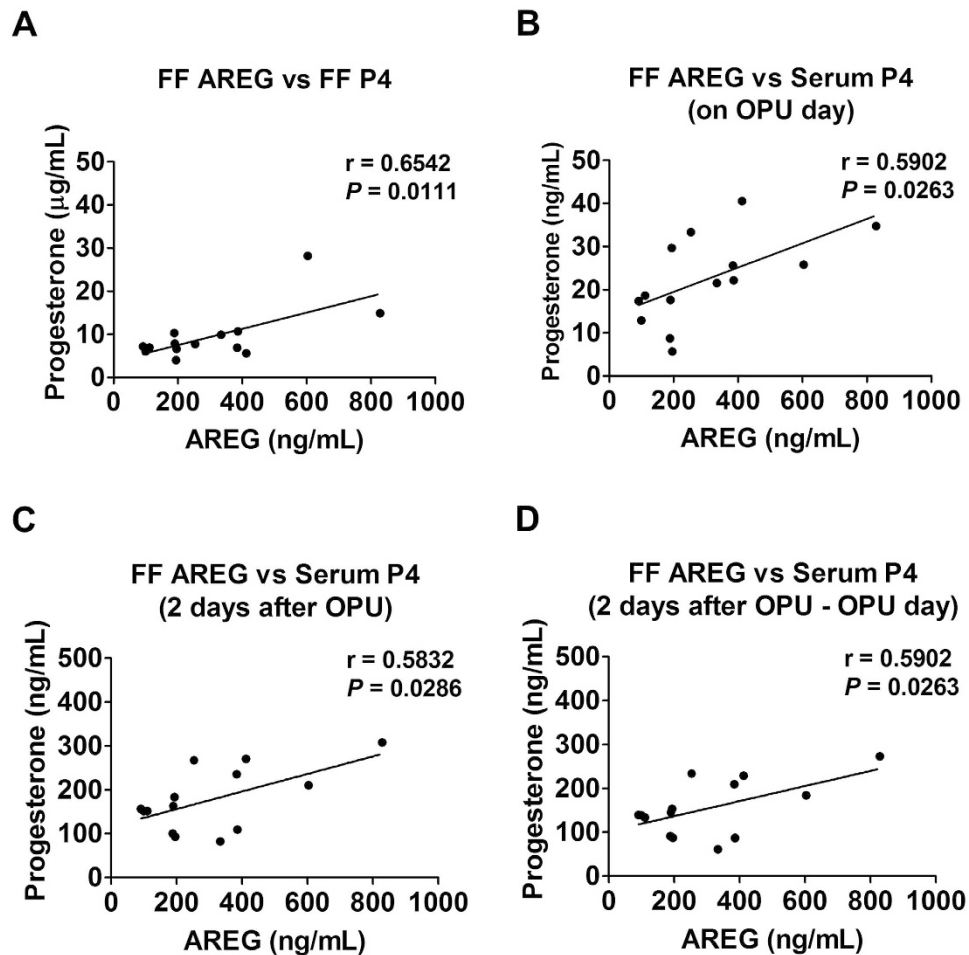 A
FF AREG vs FF P4
Progesterone (µg/mL)
50
40
30
20
10
0
r = 0.6542
P = 0.0111
0 200 400 600 800 1000
AREG (ng/mL)
B
FF AREG vs Serum P4
(on OPU day)
Progesterone (ng/mL)
50
40
30
20
10
0
r = 0.5902
P = 0.0263
0 200 400 600 800 1000
AREG (ng/mL)
C
FF AREG vs Serum P4
(2 days after OPU)
Progesterone (ng/mL)
500
400
300
200
100
0
r = 0.5832
P = 0.0286
0 200 400 600 800 1000
AREG (ng/mL)
D
FF AREG vs Serum P4
(2 days after OPU - OPU day)
Progesterone (ng/mL)
500
400
300
200
100
0
r = 0.5902
P = 0.0263
0 200 400 600 800 1000
AREG (ng/mL)